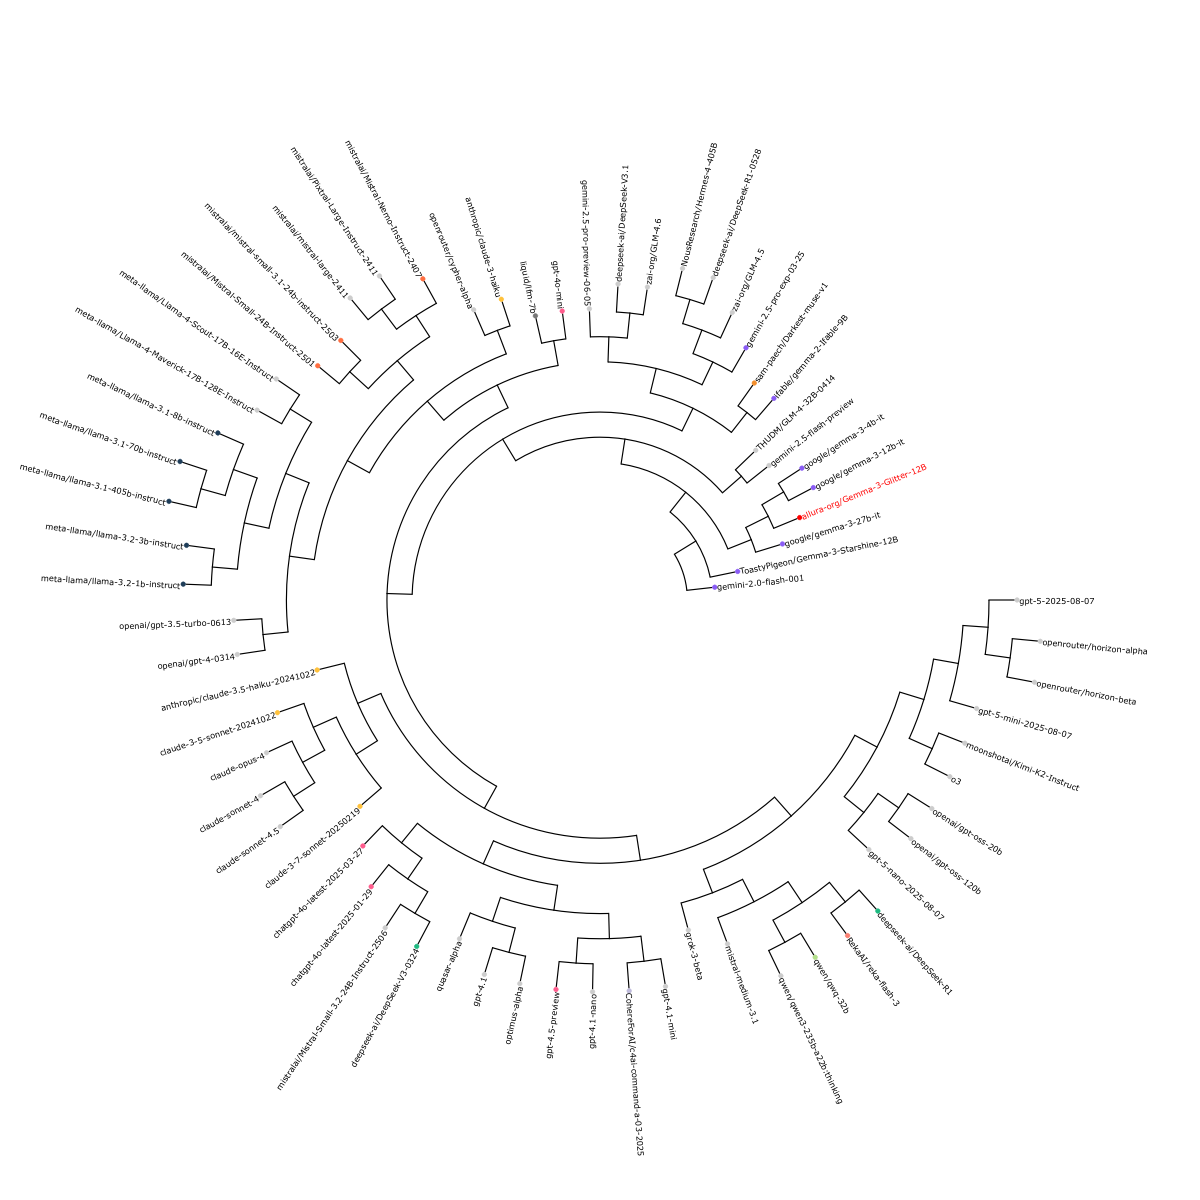 mistralai/Mistral-Nemo-Instruct-2407
mistralai/Pixtral-Large-Instruct-2411
mistralai/mistral-large-2411
mistralai/mistral-small-3.1-24b-instruct-2503
mistralai/Mistral-Small-24B-Instruct-2501
meta-llama/Llama-4-Scout-17B-16E-Instruct
meta-llama/Llama-4-Maverick-17B-128E-Instruct
meta-llama/llama-3.1-8b-instruct
meta-llama/llama-3.1-70b-instruct
meta-llama/llama-3.1-405b-instruct
meta-llama/llama-3.2-3b-instruct
meta-llama/llama-3.2-1b-instruct
openai/gpt-3.5-turbo-0613
openai/gpt-4-0314
openrouter/cypher-alpha
anthropic/claude-3-haiku
liquid/lfm-7b
gpt-4o-mini
gemini-2.5-pro-preview-06-05
deepseek-ai/DeepSeek-V3.1
zai-org/GLM-4.6
NousResearch/Hermes-4-405B
deepseek-ai/DeepSeek-R1-0528
zai-org/GLM-4.5
gemini-2.5-pro-exp-03-25
sam-paech/Darkest-muse-v1
ifable/gemma-2-Ifable-9B
THUDM/GLM-4-32B-0414
gemini-2.5-flash-preview
google/gemma-3-4b-it
google/gemma-3-12b-it
allura-org/Gemma-3-Glitter-12B
google/gemma-3-27b-it
ToastyPigeon/Gemma-3-Starshine-12B
gemini-2.0-flash-001
gpt-5-2025-08-07
openrouter/horizon-alpha
openrouter/horizon-beta
gpt-5-mini-2025-08-07
moonshotai/Kimi-K2-Instruct
o3
openai/gpt-oss-20b
openai/gpt-oss-120b
gpt-5-nano-2025-08-07
deepseek-ai/DeepSeek-R1
RekaAI/reka-flash-3
qwen/qwq-32b
qwen/qwen3-235b-a22b:thinking
mistral-medium-3.1
grok-3-beta
gpt-4.1-mini
CohereForAI/c4ai-command-a-03-2025
gpt-4.1-nano
gpt-4.5-preview
optimus-alpha
gpt-4.1
quasar-alpha
deepseek-ai/DeepSeek-V3-0324
mistralai/Mistral-Small-3.2-24B-Instruct-2506
chatgpt-4o-latest-2025-01-29
chatgpt-4o-latest-2025-03-27
claude-3-7-sonnet-20250219
claude-sonnet-4.5
claude-sonnet-4
claude-opus-4
claude-3-5-sonnet-20241022
anthropic/claude-3.5-haiku-20241022